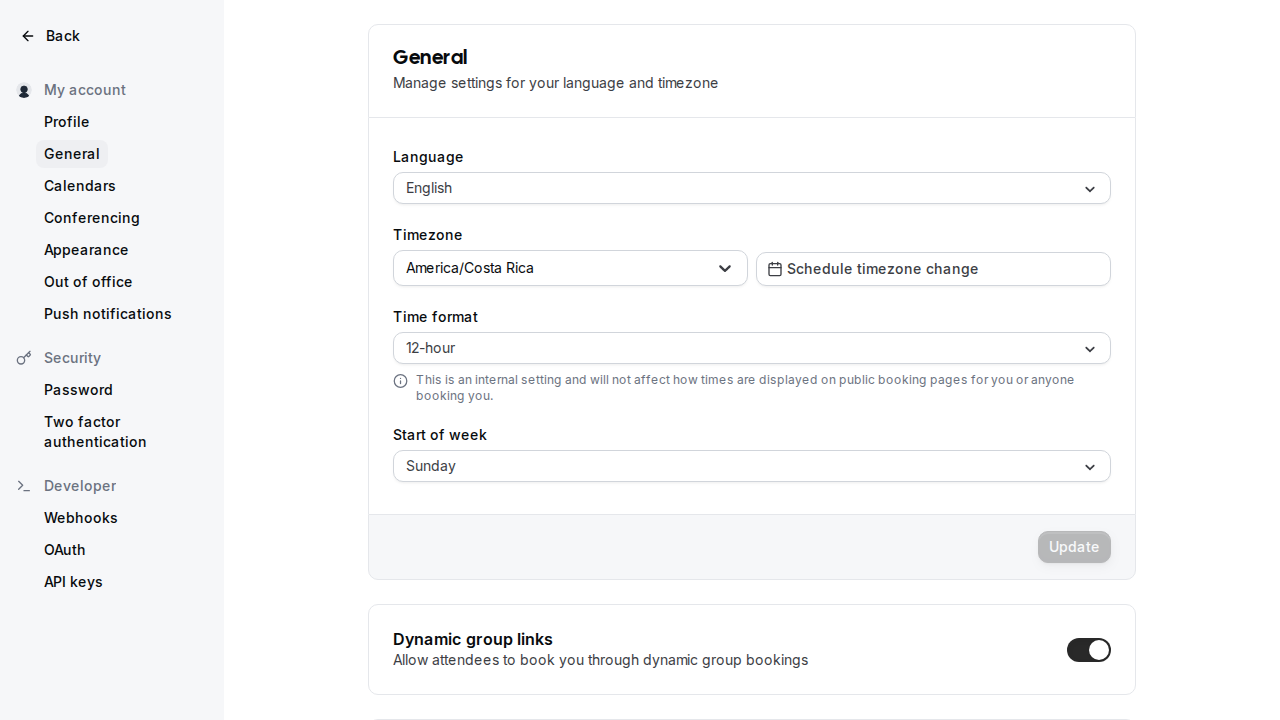 Back
My account
Profile
General
Calendars
Conferencing
Appearance
Out of office
Push notifications
Security
Password
Two factor
authentication
Developer
Webhooks
OAuth
API keys
General
Manage settings for your language and timezone
Language
English
Timezone
America/Costa Rica
Schedule timezone change
Time format
12-hour
This is an internal setting and will not affect how times are displayed on public booking pages for you or anyone
booking you.
Start of week
Sunday
Update
Dynamic group links
Allow attendees to book you through dynamic group bookings